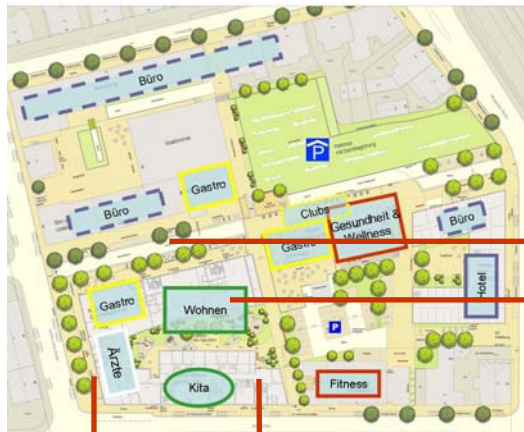 Büro
P
Gastro
Büro
Clubs
Gesundheit &
Wellness
Gastro
Büro
Hotel
Gastro
Wohnen
P
Ärzte
Kita
Fitness